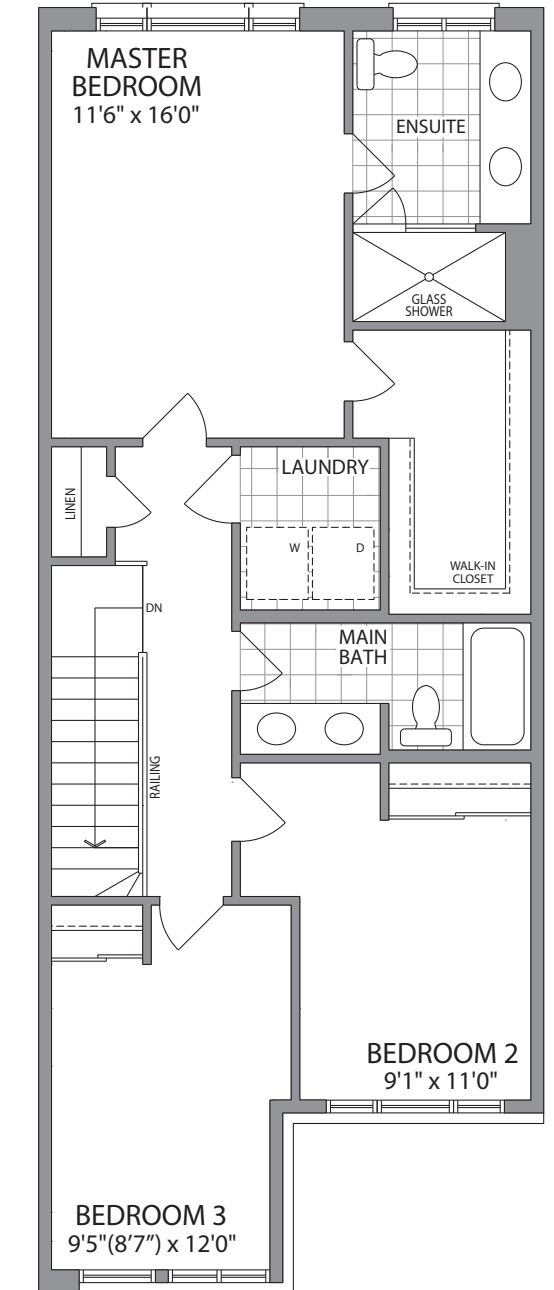 MASTER
BEDROOM
11'6" x 16'0"
ENSUITE
GLASS
SHOWER
LAUNDRY
LINEN
W
D
WALK-IN
CLOSET
DN
MAIN
BATH
RAILING
BEDROOM 2
9'1" x 11'0"
BEDROOM 3
9'5"(8'7”) x 12'0"